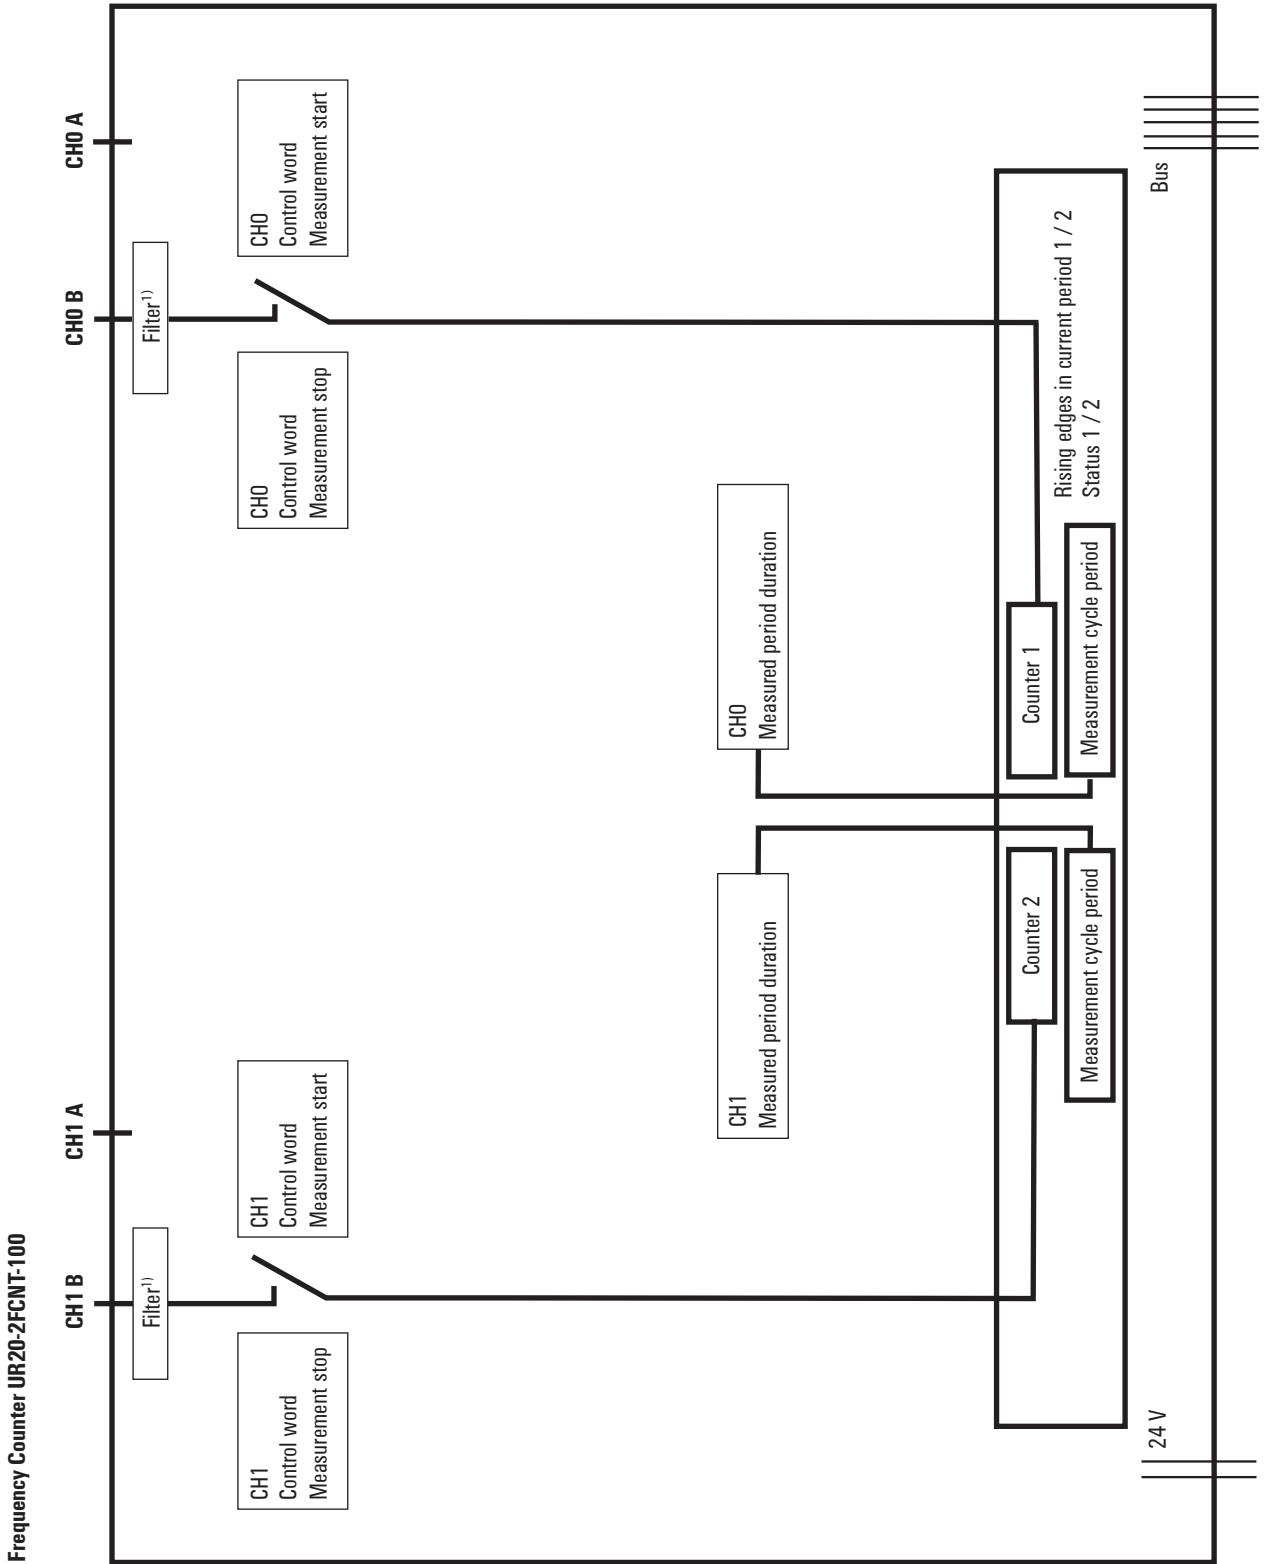 Frequency Counter UR20-2FCNT-100
CH1 B
CH1 A
CH0 B
CH0 A
Filter1)
Filter1)
CH1
Control word
Measurement stop
CH1
Control word
Measurement start
CH0
Control word
Measurement stop
CH0
Control word
Measurement start
CH1
Measured period duration
CH0
Measured period duration
Counter 2
Counter 1
Measurement cycle period
Measurement cycle period
Rising edges in current period 1 / 2
Status 1 / 2
24 V
Bus